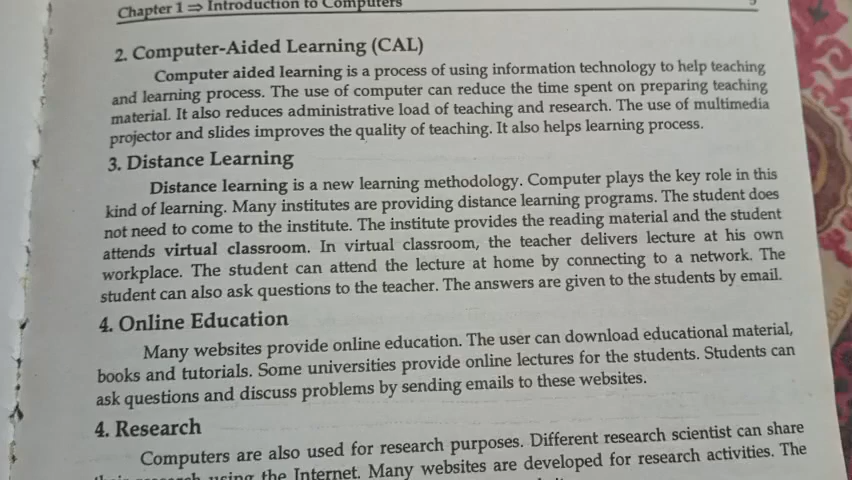 Chapter 1 ⇒ Introduction to Computers
2. Computer-Aided Learning (CAL)
Computer aided learning is a process of using information technology to help teaching
and learning process. The use of computer can reduce the time spent on preparing teaching
material. It also reduces administrative load of teaching and research. The use of multimedia
projector and slides improves the quality of teaching. It also helps learning process.
3. Distance Learning
Distance learning is a new learning methodology. Computer plays the key role in this
kind of learning. Many institutes are providing distance learning programs. The student does
not need to come to the institute. The institute provides the reading material and the student
attends virtual classroom. In virtual classroom, the teacher delivers lecture at his own
workplace. The student can attend the lecture at home by connecting to a network. The
student can also ask questions to the teacher. The answers are given to the students by email.
4. Online Education
Many websites provide online education. The user can download educational material,
books and tutorials. Some universities provide online lectures for the students. Students can
ask questions and discuss problems by sending emails to these websites.
4. Research
Computers are also used for research purposes. Different research scientist can share
their research using the Internet. Many websites are developed for research activities. The